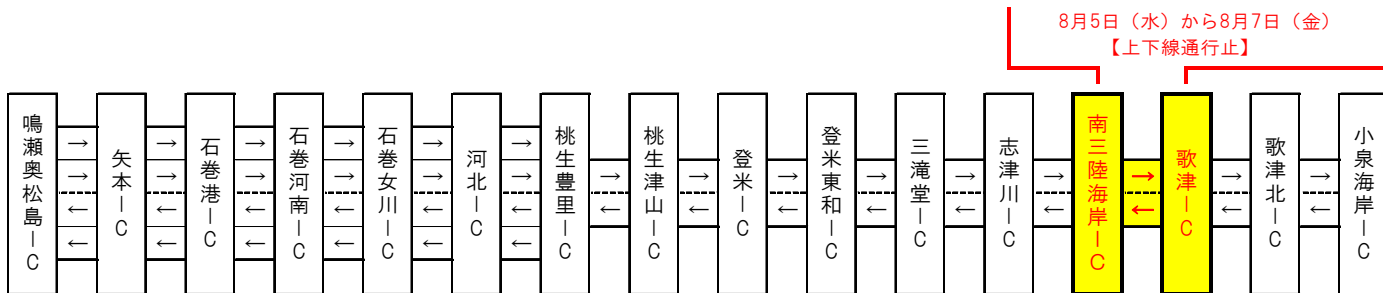 8月5日（水）から8月7日（金）
【上下線通行止】
鳴瀬奥松島IC
矢本IC
石巻港IC
石巻河南IC
石巻女川IC
河北IC
桃生豊里IC
桃生津山IC
登米IC
登米東和IC
三滝堂IC
志津川IC
南三陸海岸IC
歌津IC
歌津北IC
小泉海岸IC